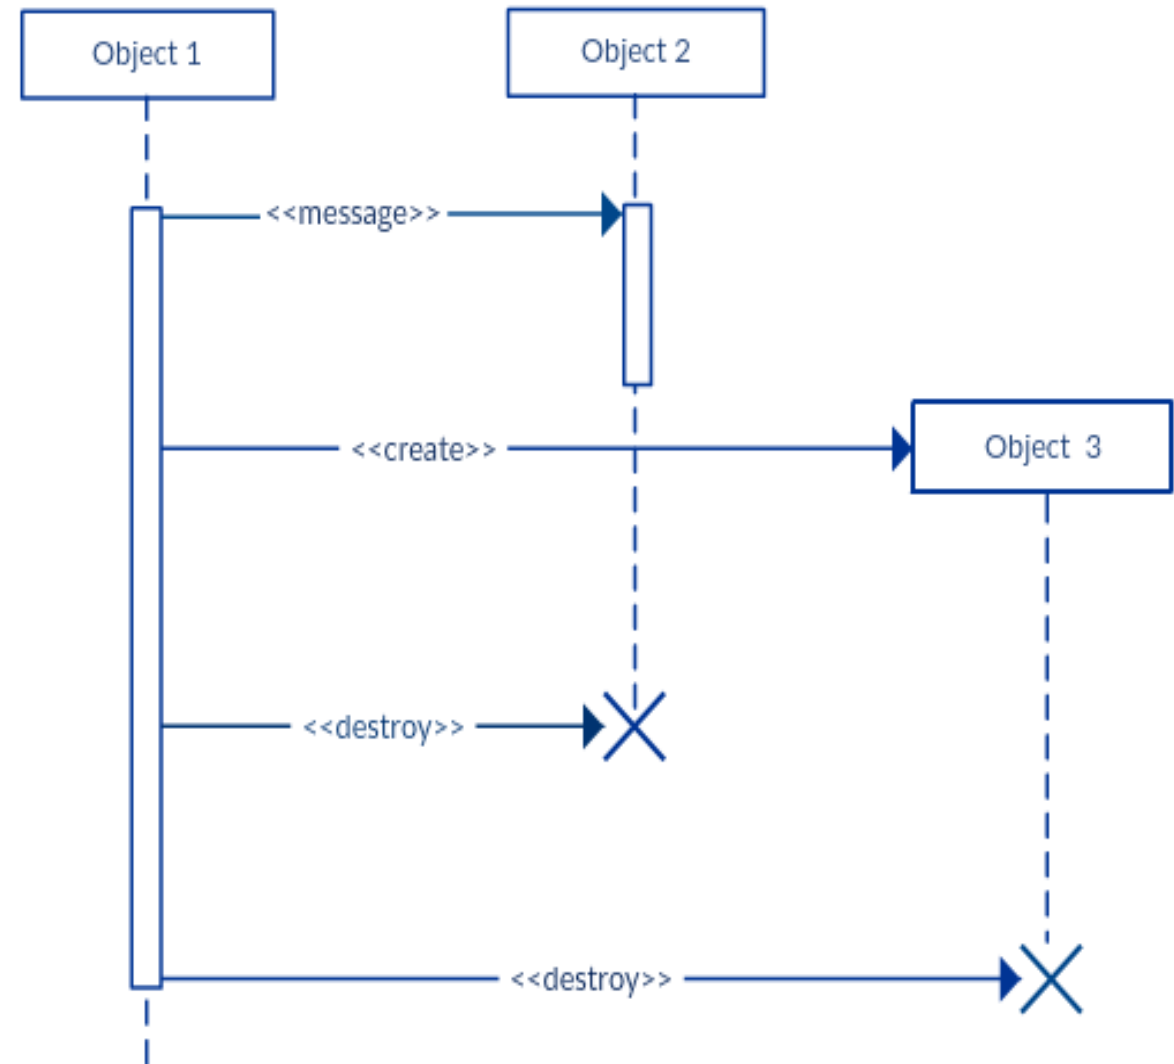 Object 1
Object 2
<<message>>
<<create>>
Object 3
<<destroy>>
<<destroy>>